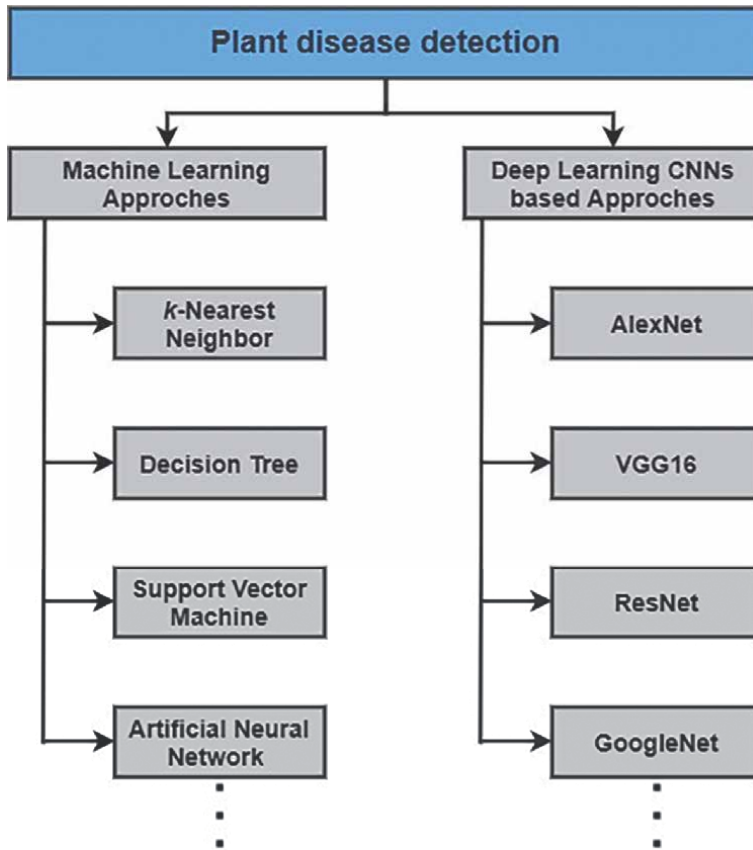 Plant disease detection
Machine Learning
Approches
Deep Learning CNNs
based Approches
k-Nearest
Neighbor
AlexNet
Decision Tree
VGG16
Support Vector
Machine
ResNet
Artificial Neural
Network
GoogleNet